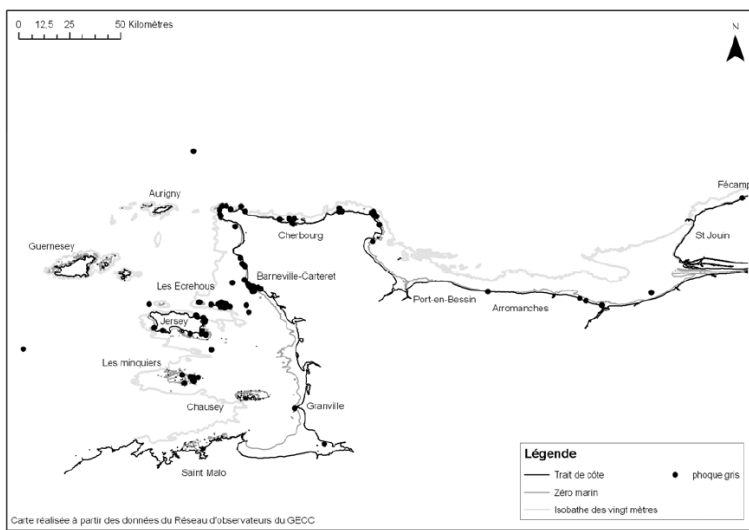 0 12.5 25 50 Kilomètres
N
Aurigny
Fécamp
Cherbourg
St Jouin
Guernesey
Barneville-Carteret
Les Ecrehous
Port-en-Bessin
Arromanches
Jersey
Les minquiers
Chausey
Granville
Saint Malo
Légende
Trait de côte
phoque gris
Zéro marin
Isobathe des vingt mètres
Carte réalisée à partir des données du Réseau d'observateurs du GECC